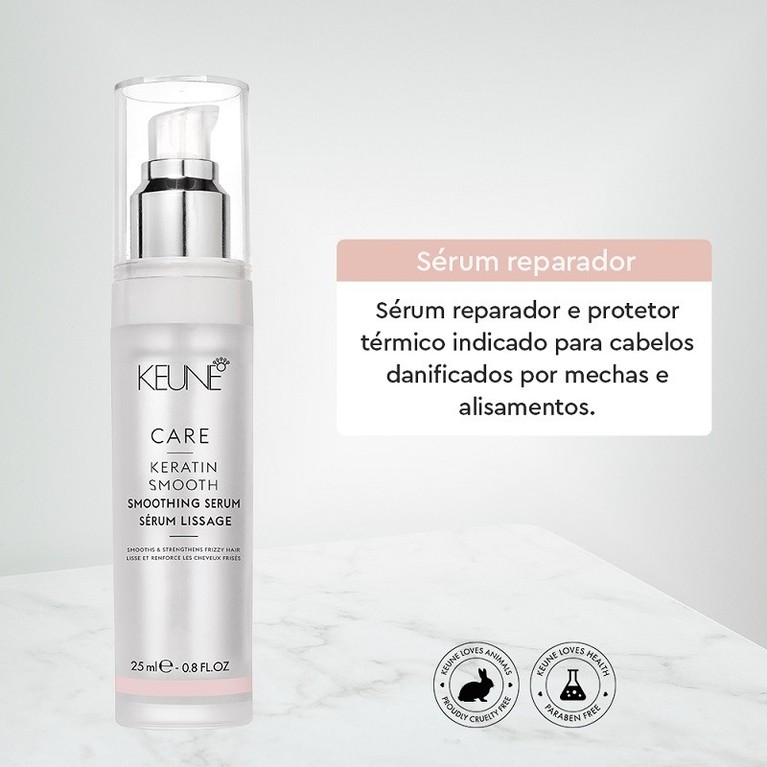 KEUNE
CARE
KERATIN
SMOOTH
SMOOTHING SERUM
SÉRUM LISSAGE
SMOOTHS & STRENGTHENS FRIZZY HAIR
LISSE ET RENFORCE LES CHEVEUX FRISÉS
25 ml ℮ - 0.8 FL.OZ
Sérum reparador
Sérum reparador e protetor
térmico indicado para cabelos
danificados por mechas e
alisamentos.
KEUNE LOVES ANIMALS
PROUDLY CRUELTY FREE
KEUNE LOVES HEALTH
PARABEN FREE